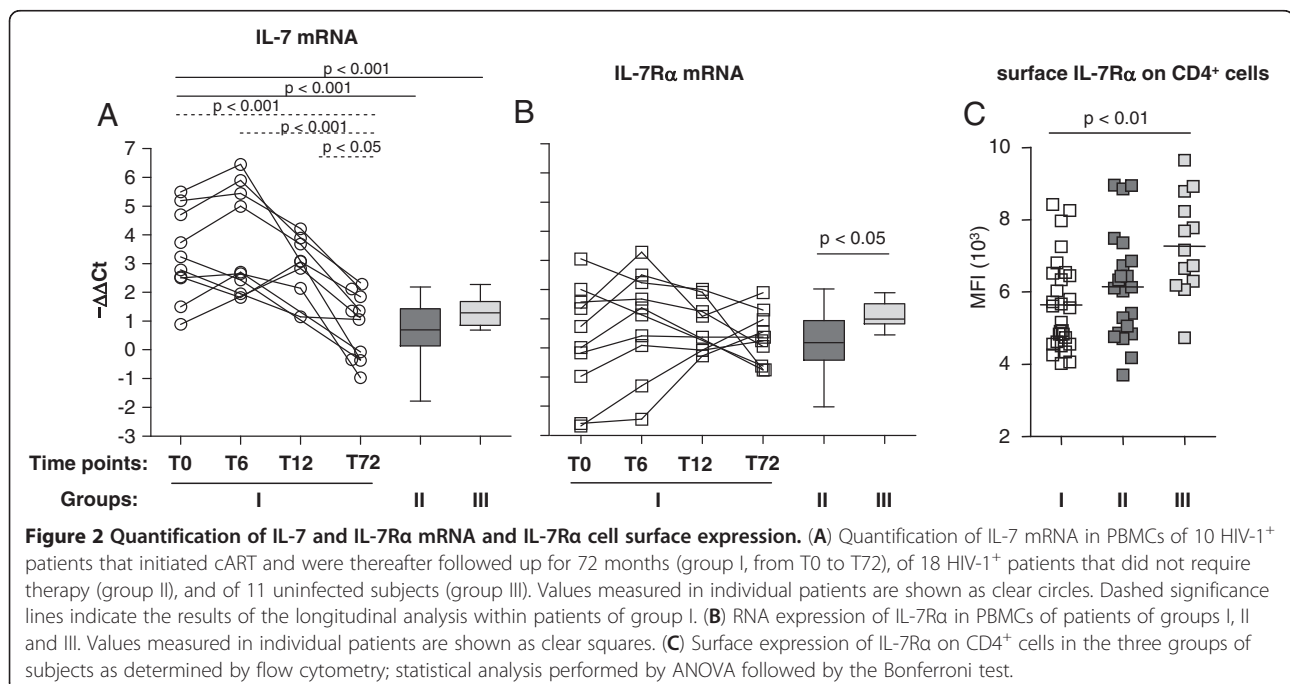 IL-7 mRNA
p < 0.001
p < 0.001
p < 0.001
p < 0.001
p < 0.05
A
−ΔΔCt
7
6
5
4
3
2
1
0
-1
-2
-3
IL-7Rα mRNA
B
p < 0.05
surface IL-7Rα on CD4⁺ cells
C
p < 0.01
MFI (10³)
10
8
6
4
2
Time points: T0 T6 T12 T72 T0 T6 T12 T72
Groups: I II III I II III I II III
Figure 2 Quantification of IL-7 and IL-7Rα mRNA and IL-7Rα cell surface expression. (A) Quantification of IL-7 mRNA in PBMCs of 10 HIV-1⁺
patients that initiated cART and were thereafter followed up for 72 months (group I, from T0 to T72), of 18 HIV-1⁺ patients that did not require
therapy (group II), and of 11 uninfected subjects (group III). Values measured in individual patients are shown as clear circles. Dashed significance
lines indicate the results of the longitudinal analysis within patients of group I. (B) RNA expression of IL-7Rα in PBMCs of patients of groups I, II
and III. Values measured in individual patients are shown as clear squares. (C) Surface expression of IL-7Rα on CD4⁺ cells in the three groups of
subjects as determined by flow cytometry; statistical analysis performed by ANOVA followed by the Bonferroni test.